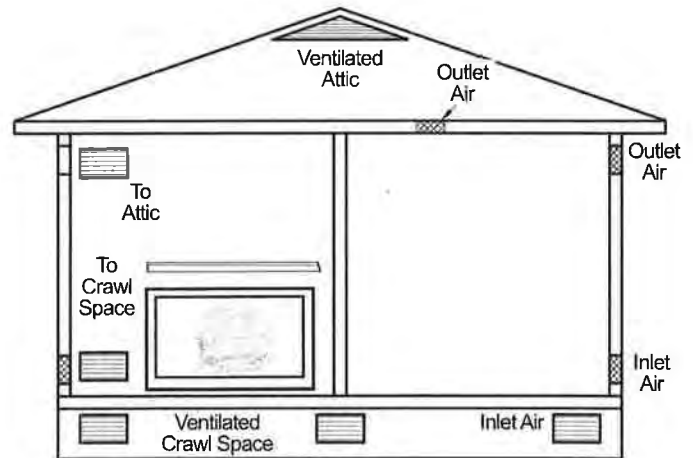 Ventilated
Attic
Outlet
Air
Outlet
Air
To
Attic
To
Crawl
Space
Inlet
Air
Ventilated
Crawl Space
Inlet Air